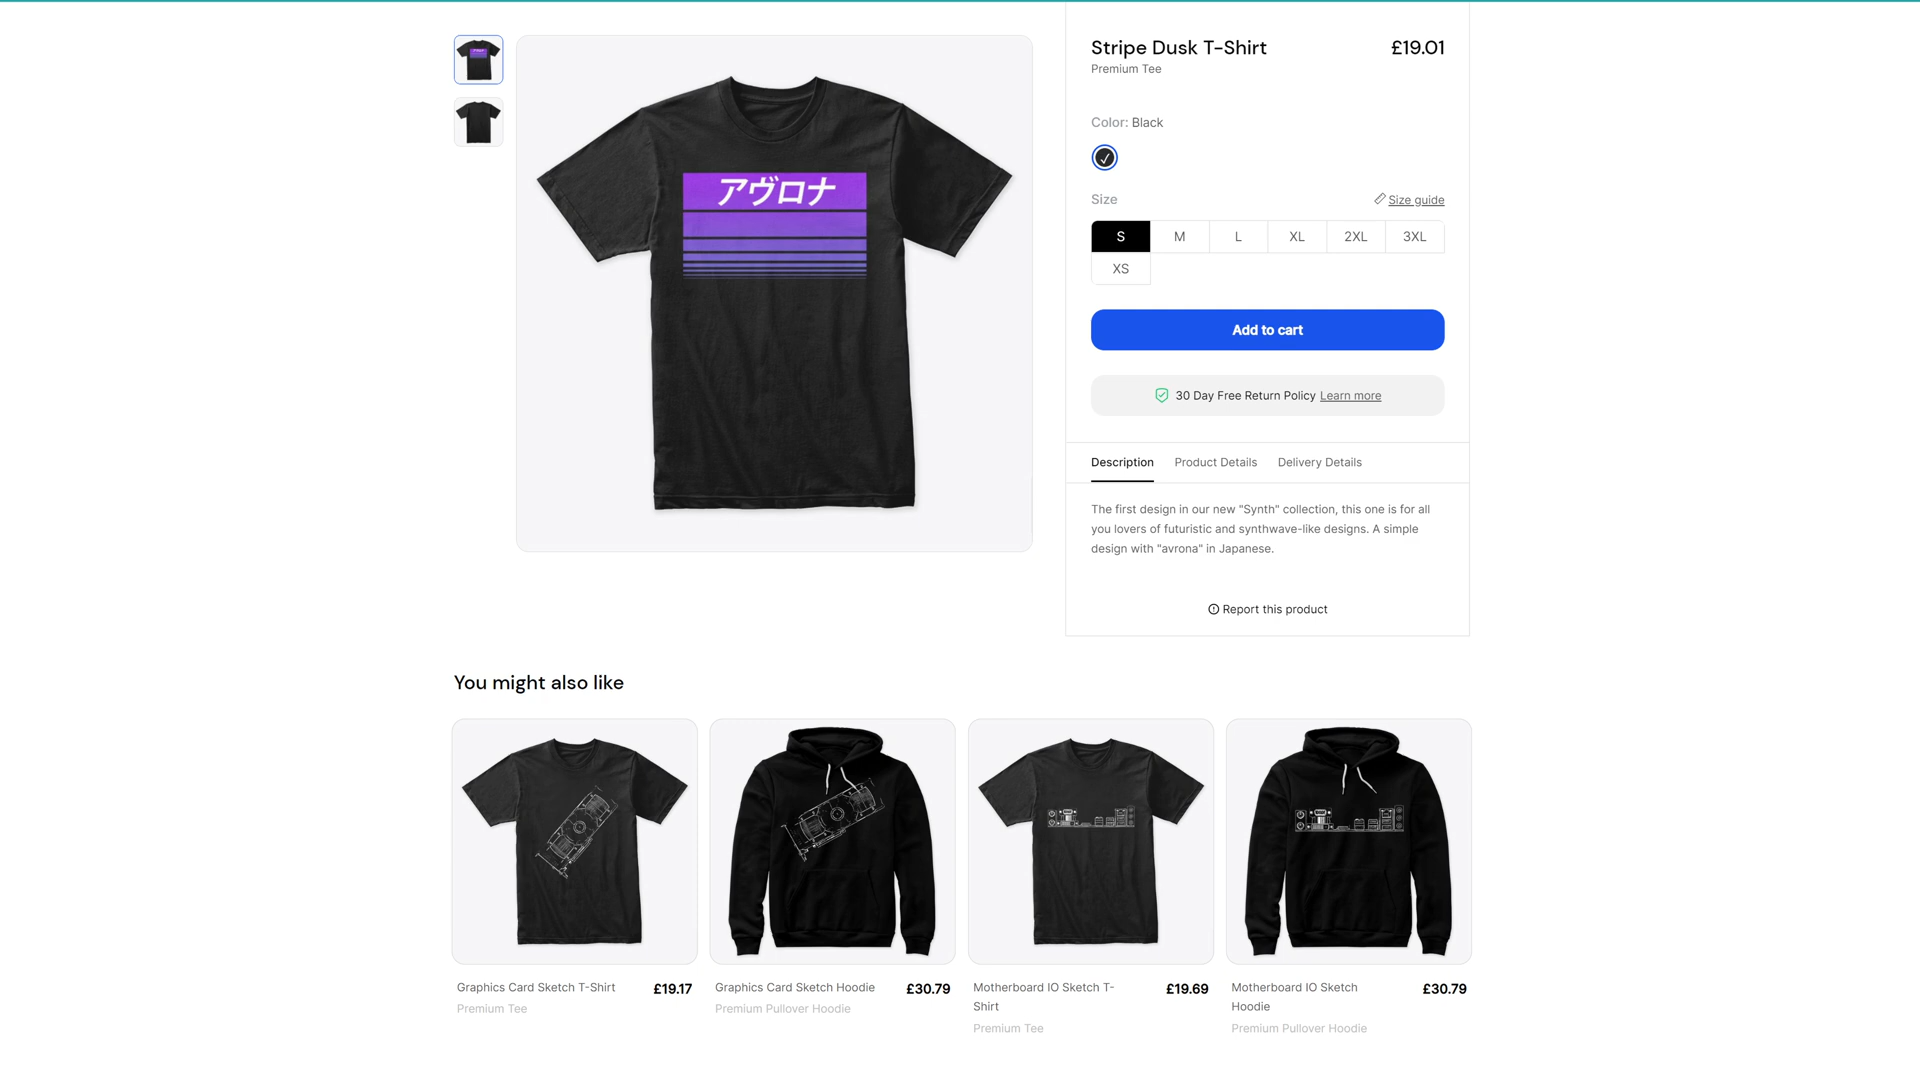 アヴロナ
Stripe Dusk T-Shirt £19.01
Premium Tee
Color: Black
Size Size guide
S M L XL 2XL 3XL
XS
Add to cart
30 Day Free Return Policy Learn more
Description Product Details Delivery Details
The first design in our new "Synth" collection, this one is for all
you lovers of futuristic and synthwave-like designs. A simple
design with "avrona" in Japanese.
Report this product
You might also like
Graphics Card Sketch T-Shirt £19.17
Premium Tee
Graphics Card Sketch Hoodie £30.79
Premium Pullover Hoodie
Motherboard IO Sketch T- £19.69
Shirt
Premium Tee
Motherboard IO Sketch £30.79
Hoodie
Premium Pullover Hoodie